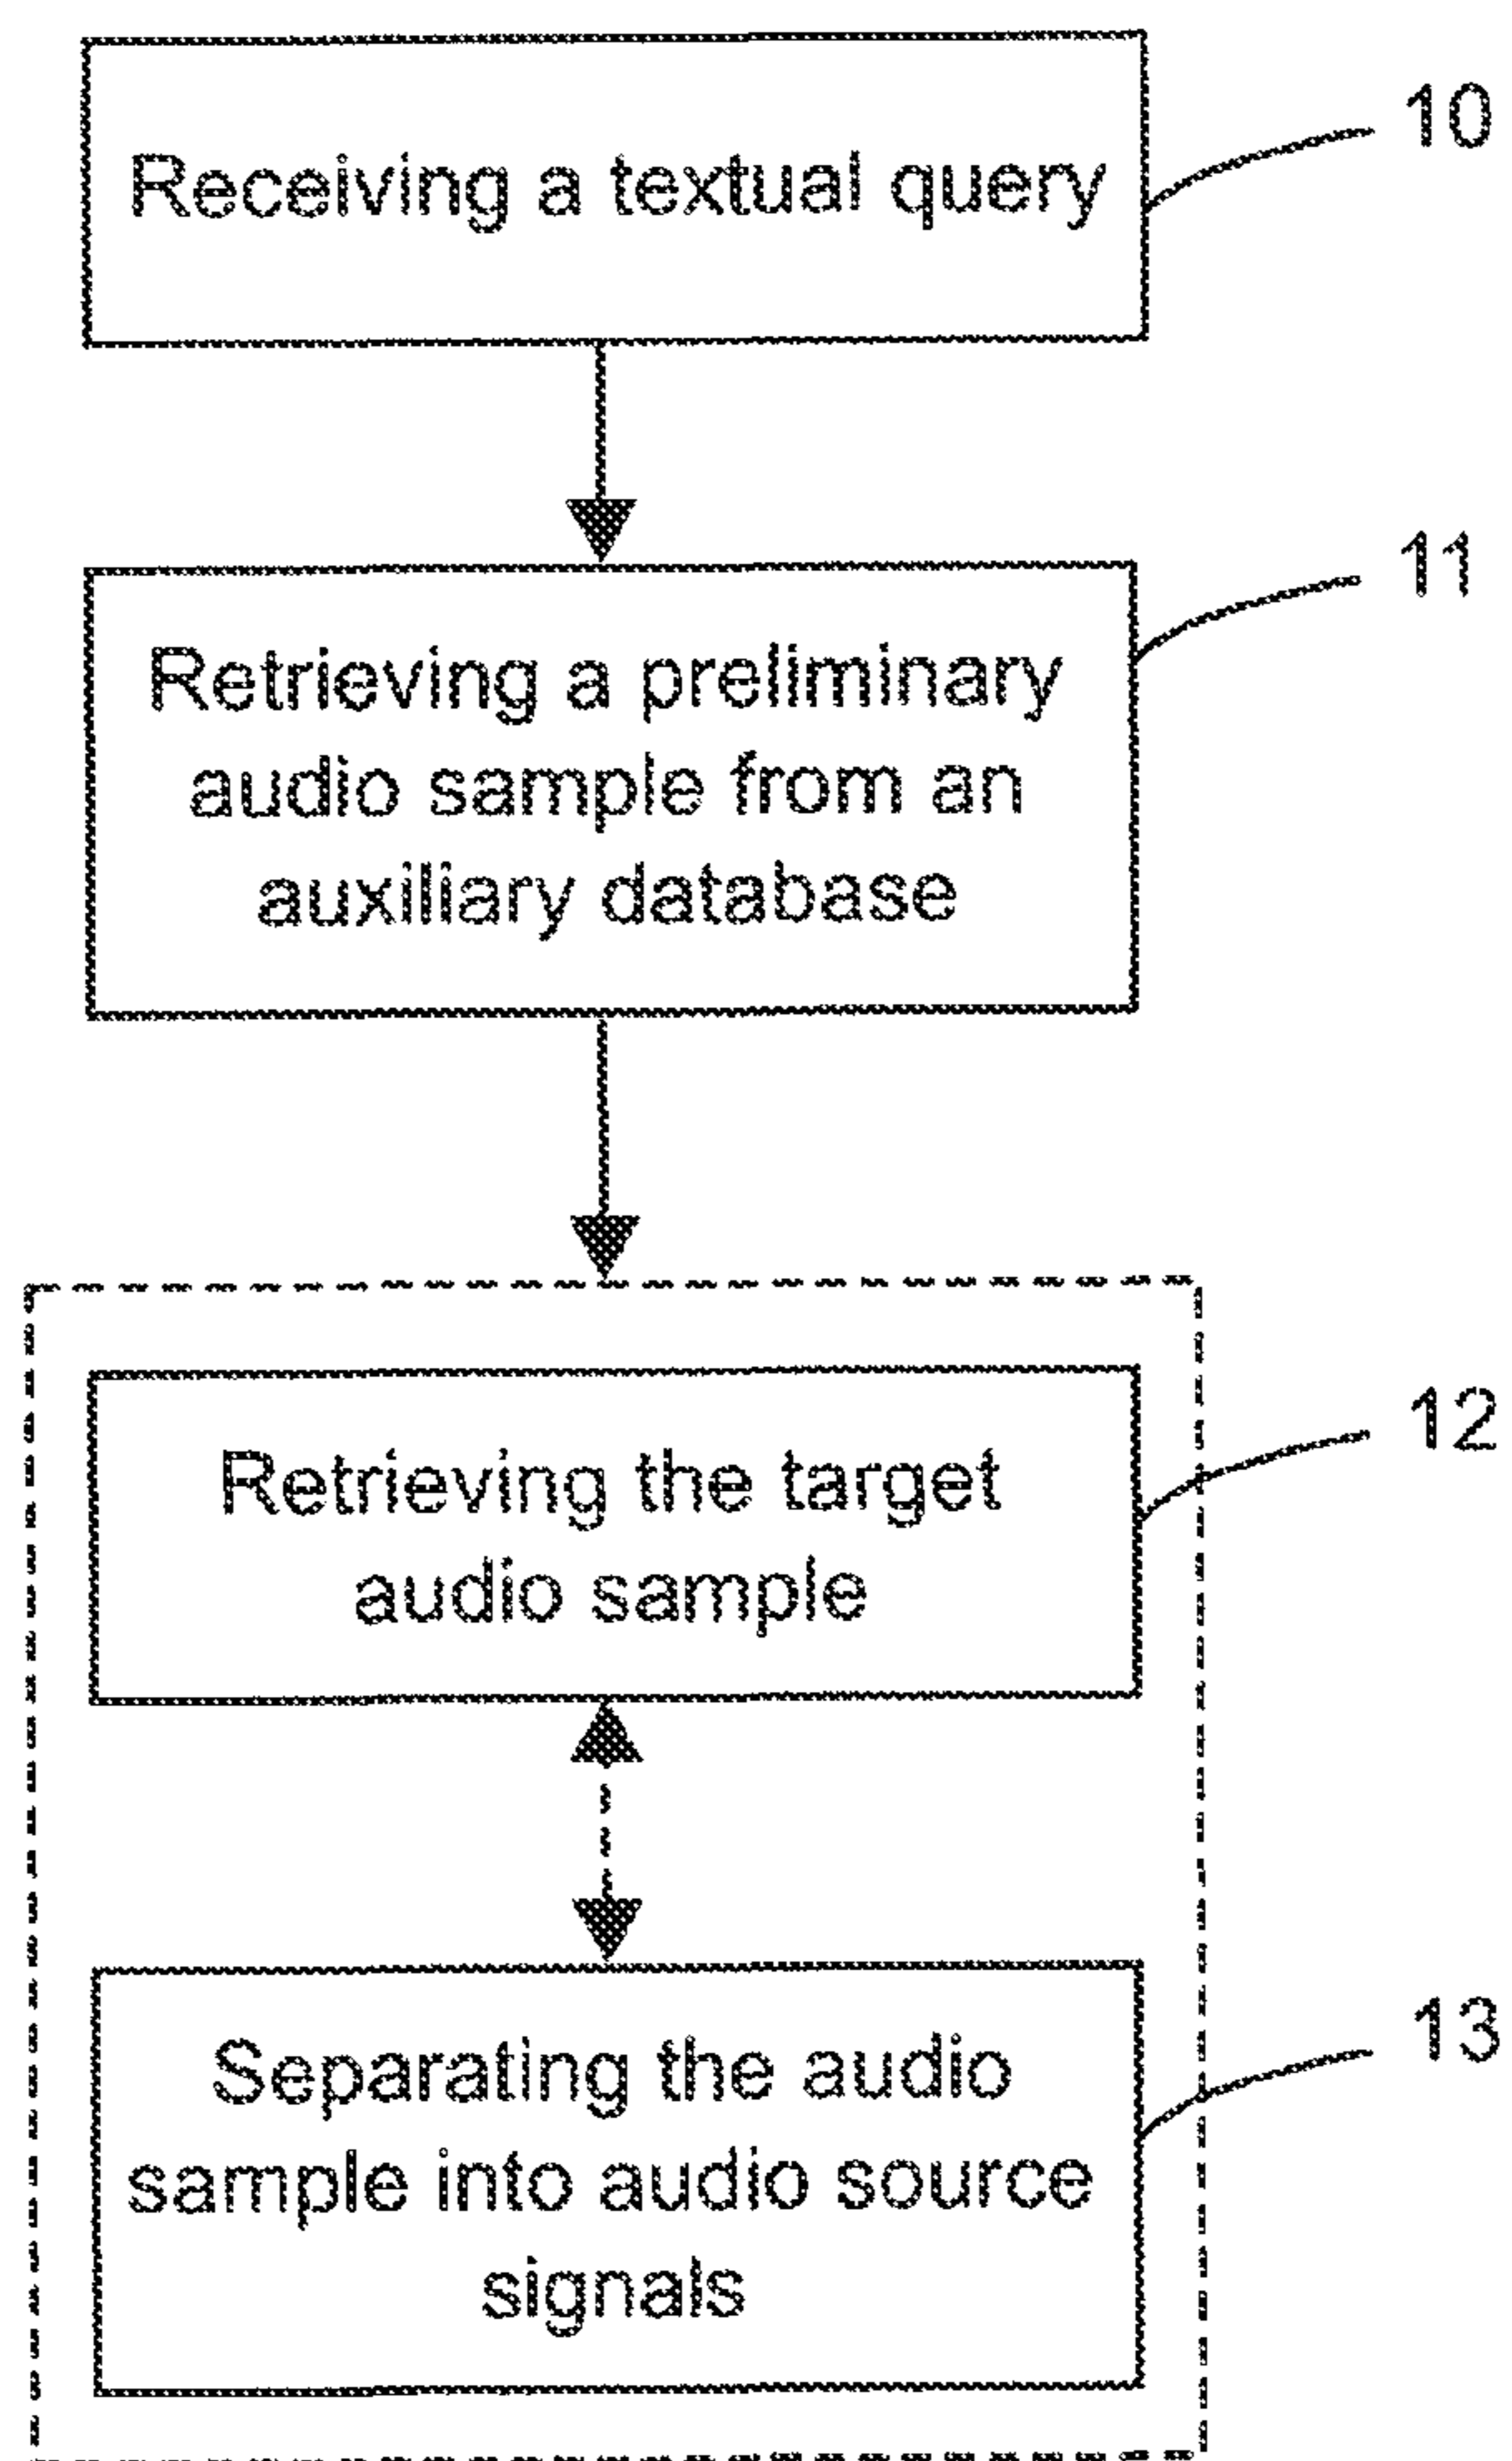 Receiving a textual query
10
Retrieving a preliminary
audio sample from an
auxiliary database
11
Retrieving the target
audio sample
12
Separating the audio
sample into audio source
signals
13